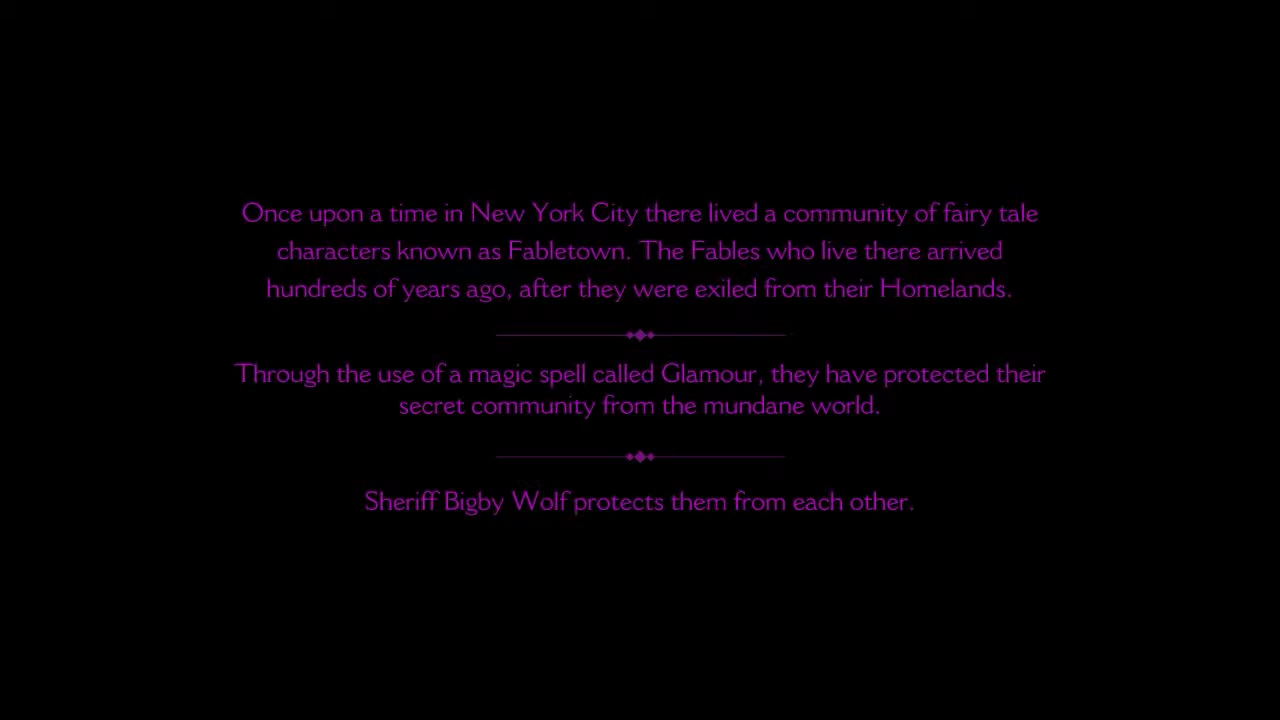 Once upon a time in New York City there lived a community of fairy tale
characters known as Fabletown. The Fables who live there arrived
hundreds of years ago, after they were exiled from their Homelands.
Through the use of a magic spell called Glamour, they have protected their
secret community from the mundane world.
Sheriff Bigby Wolf protects them from each other.